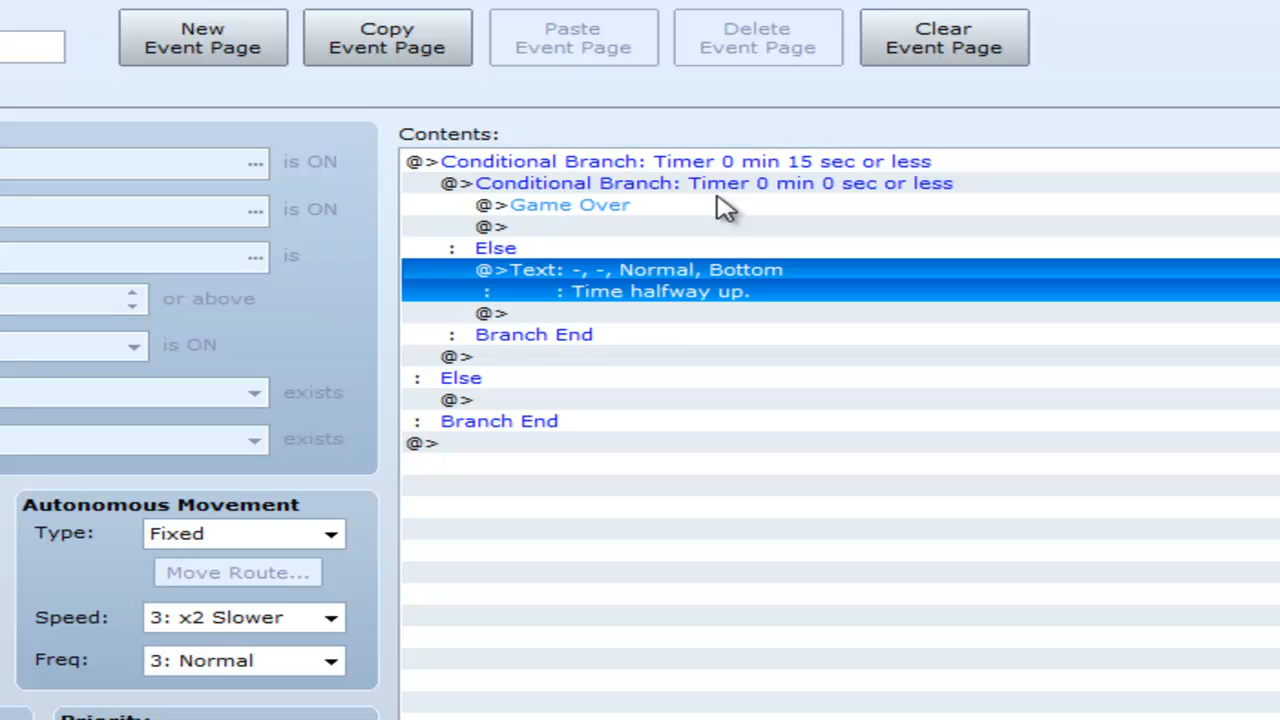 New
Event Page
Copy
Event Page
Paste
Event Page
Delete
Event Page
Clear
Event Page
Contents:
@>Conditional Branch: Timer 0 min 15 sec or less
@>Conditional Branch: Timer 0 min 0 sec or less
@>Game Over
@>
: Else
@>Text: -, -, Normal, Bottom
: : Time halfway up.
@>
: Branch End
@>
: Else
@>
: Branch End
@>
... is ON
... is ON
... is
or above
is ON
exists
exists
Autonomous Movement
Type: Fixed
Move Route...
Speed: 3: x2 Slower
Freq: 3: Normal
Priority